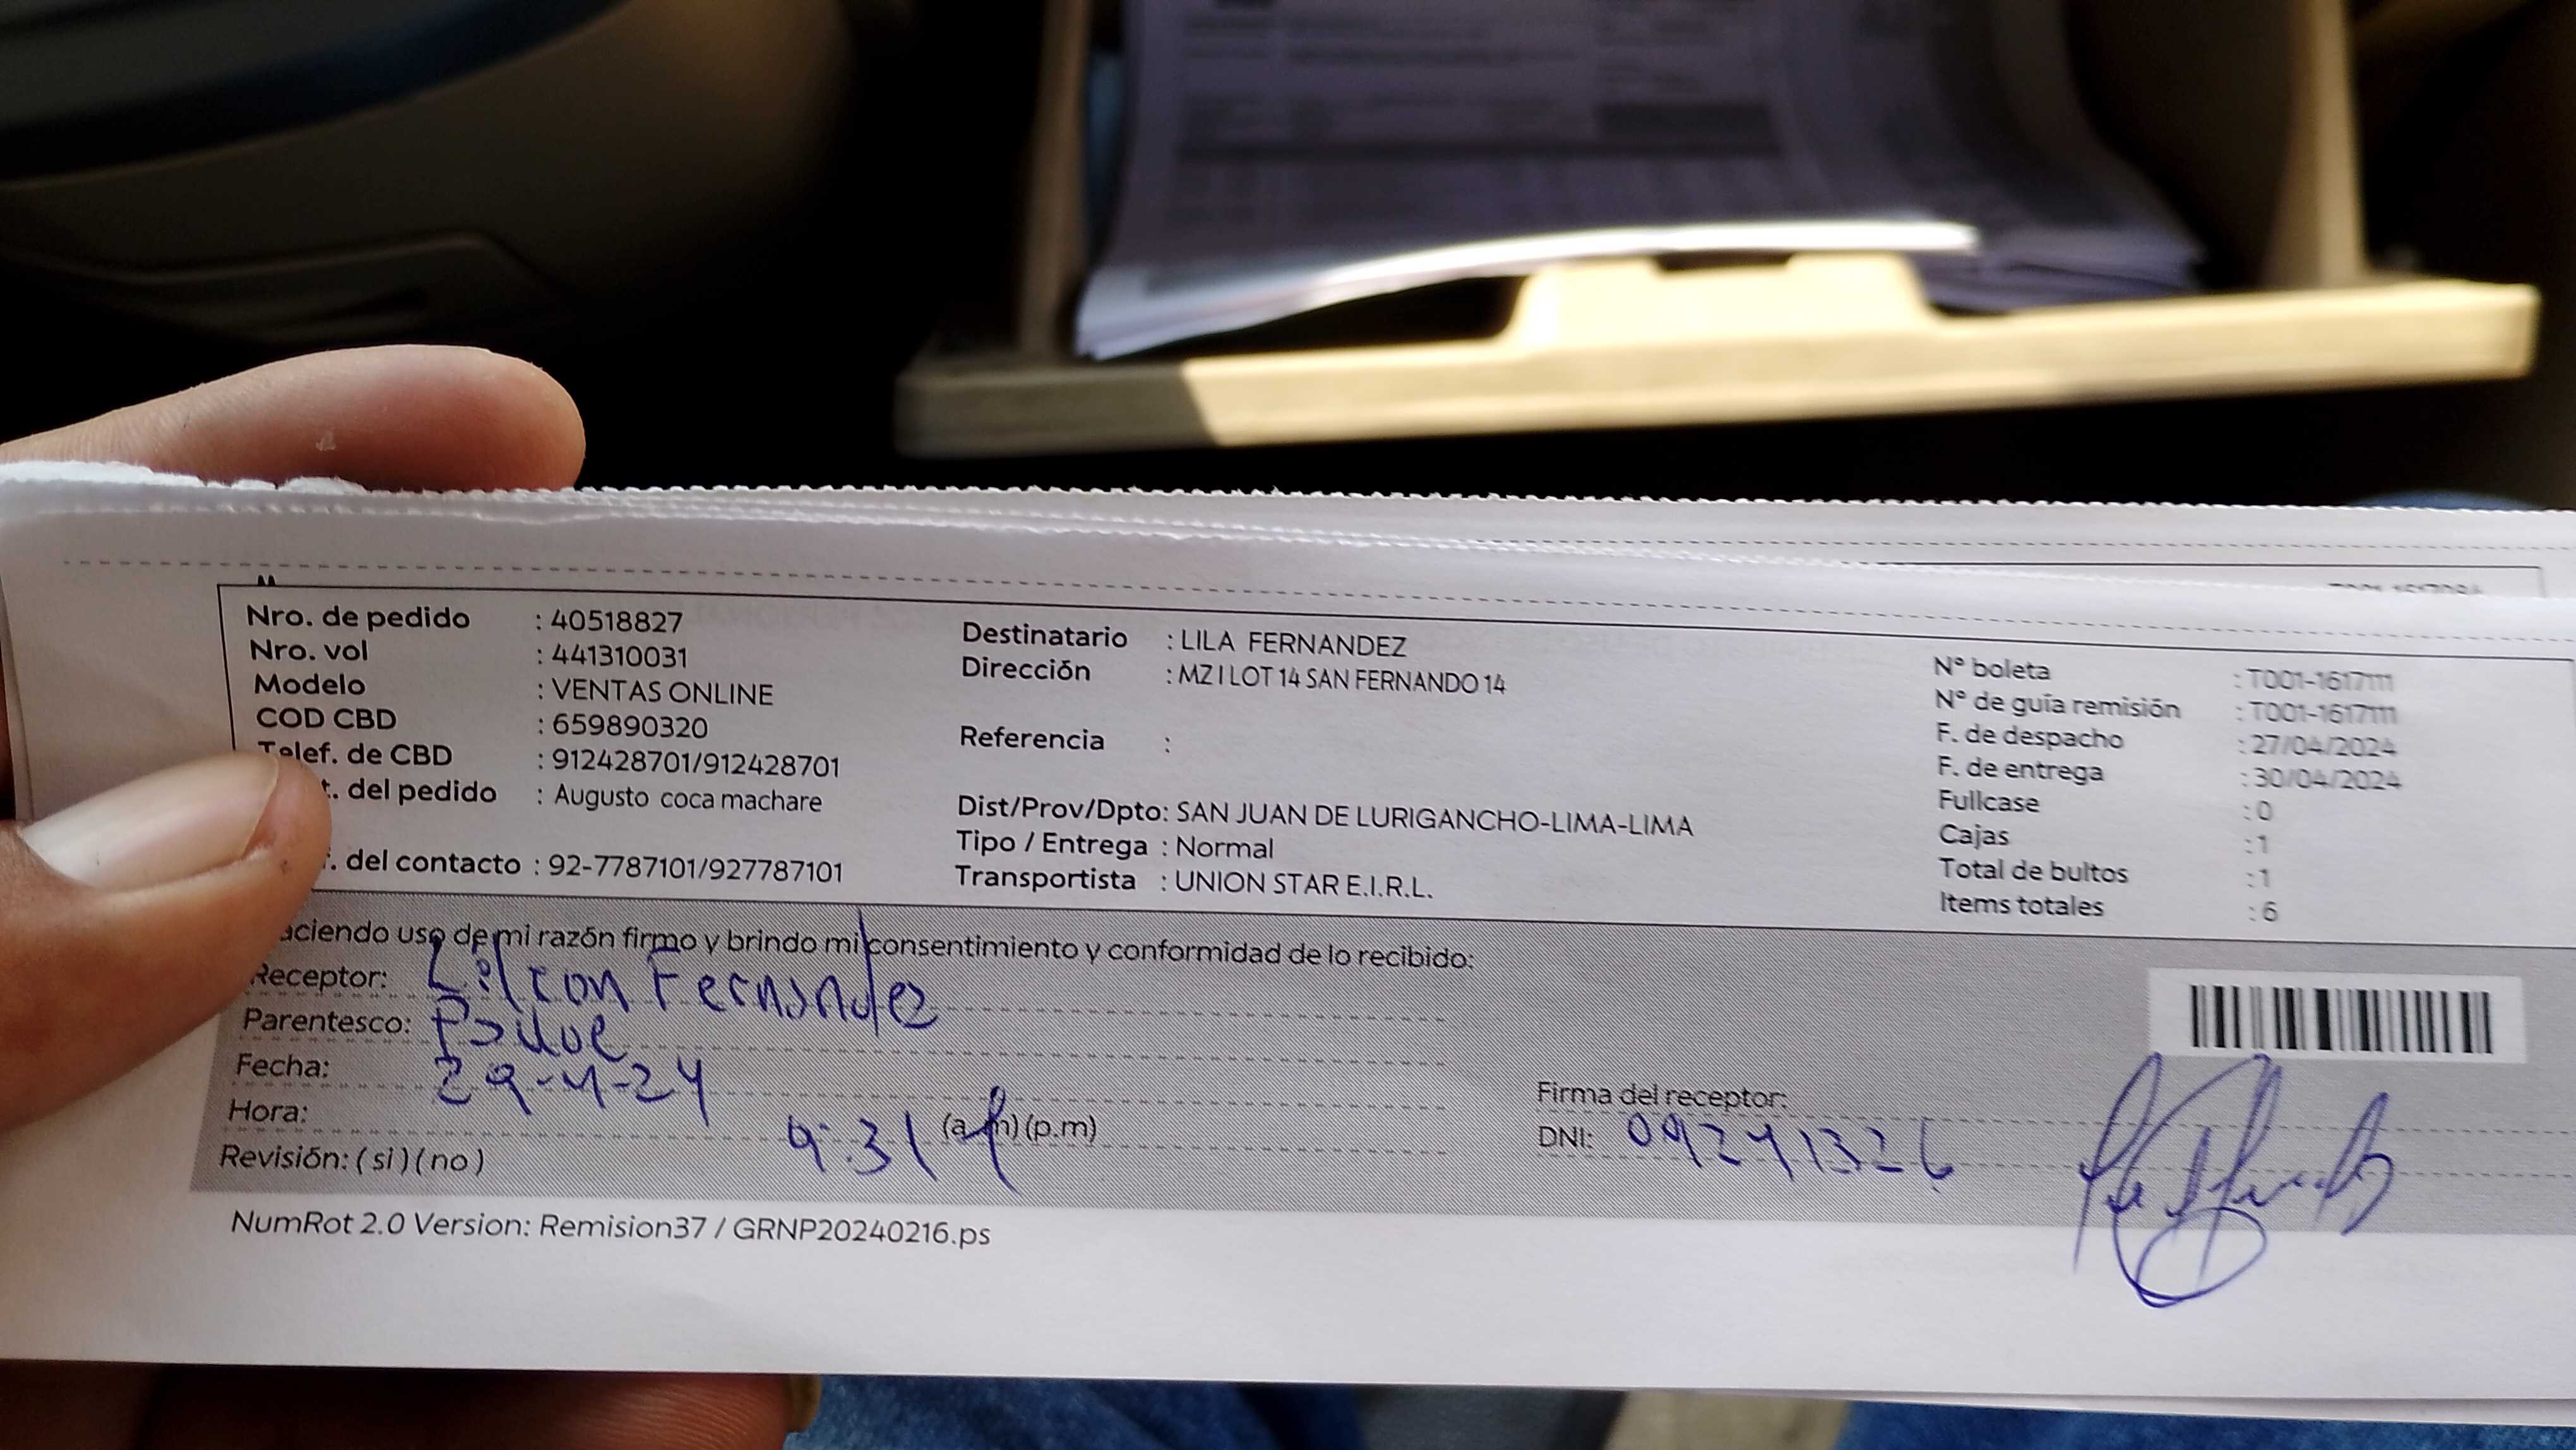 Nro. de pedido : 40518827
Nro. vol : 441310031
Modelo : VENTAS ONLINE
COD CBD : 659890320
Telef. de CBD : 912428701/912428701
t. del pedido : Augusto coca machare
f. del contacto : 92-7787101/927787101
Destinatario : LILA FERNANDEZ
Dirección : MZ I LOT 14 SAN FERNANDO 14
Referencia :
Dist/Prov/Dpto: SAN JUAN DE LURIGANCHO-LIMA-LIMA
Tipo / Entrega : Normal
Transportista : UNION STAR E.I.R.L.
N° boleta : T001-1617111
N° de guía remisión : T001-1617111
F. de despacho : 27/04/2024
F. de entrega : 30/04/2024
Fullcase : 0
Cajas : 1
Total de bultos : 1
Items totales : 6
aciendo uso de mi razón firmo y brindo mi consentimiento y conformidad de lo recibido:
Receptor: Fernandez
Parentesco:
Fecha: 29-4-24
Hora: 9:31 (a.m)(p.m)
Revisión: (si)(no)
Firma del receptor:
DNI: 09241326
NumRot 2.0 Version: Remision37 / GRNP20240216.ps